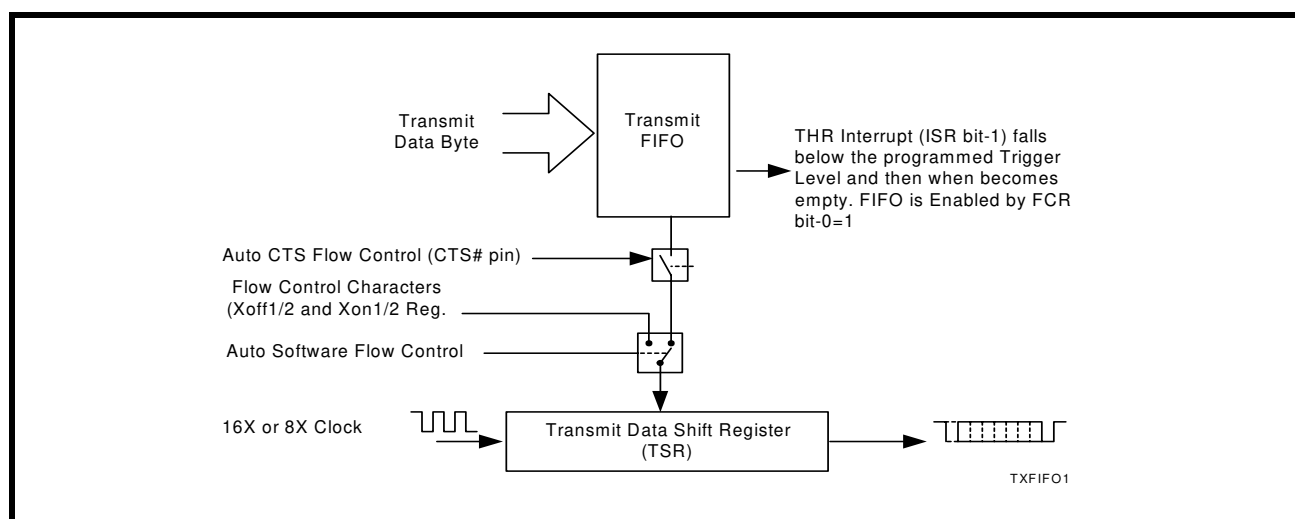 Transmit
Data Byte
Transmit
FIFO
THR Interrupt (ISR bit-1) falls
below the programmed Trigger
Level and then when becomes
empty. FIFO is Enabled by FCR
bit-0=1
Auto CTS Flow Control (CTS# pin)
Flow Control Characters
(Xoff1/2 and Xon1/2 Reg.
Auto Software Flow Control
16X or 8X Clock
Transmit Data Shift Register
(TSR)
TXFIFO1